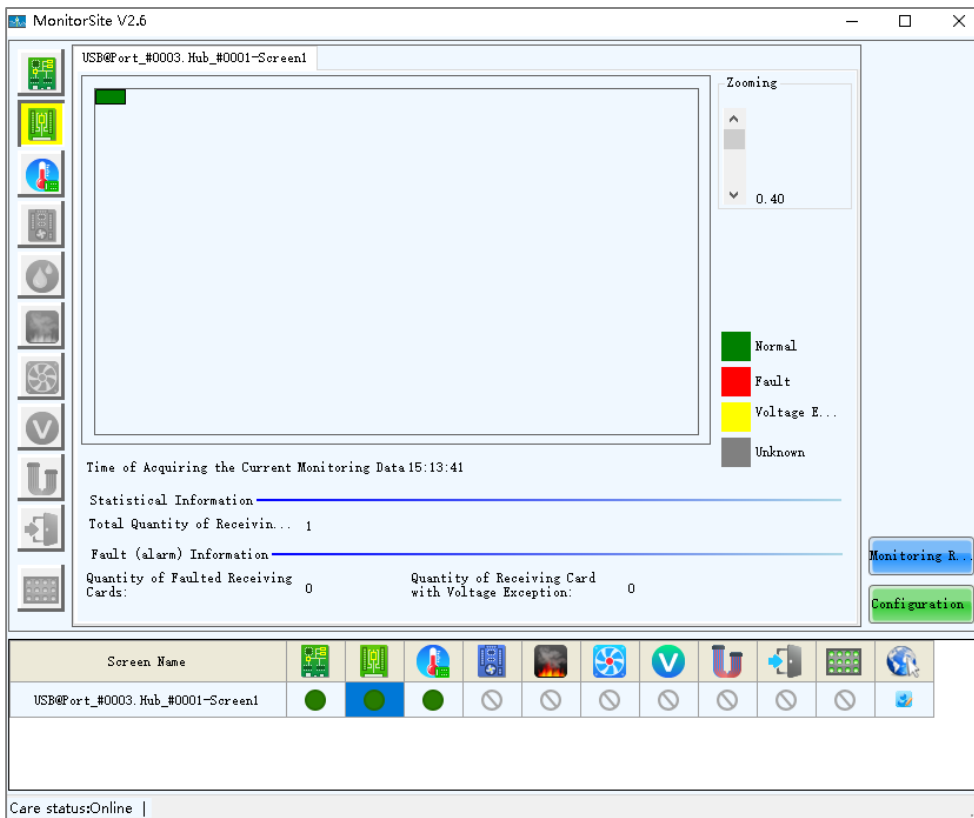 MonitorSite V2.6
USB@Port_#0003.Hub_#0001-Screen1
Zooming
0.40
Normal
Fault
Voltage E...
Unknown
Time of Acquiring the Current Monitoring Data 15:13:41
Statistical Information
Total Quantity of Receivin... 1
Fault (alarm) Information
Quantity of Faulted Receiving Cards: 0
Quantity of Receiving Card with Voltage Exception: 0
Monitoring R...
Configuration
Screen Name
USB@Port_#0003.Hub_#0001-Screen1
Care status:Online |